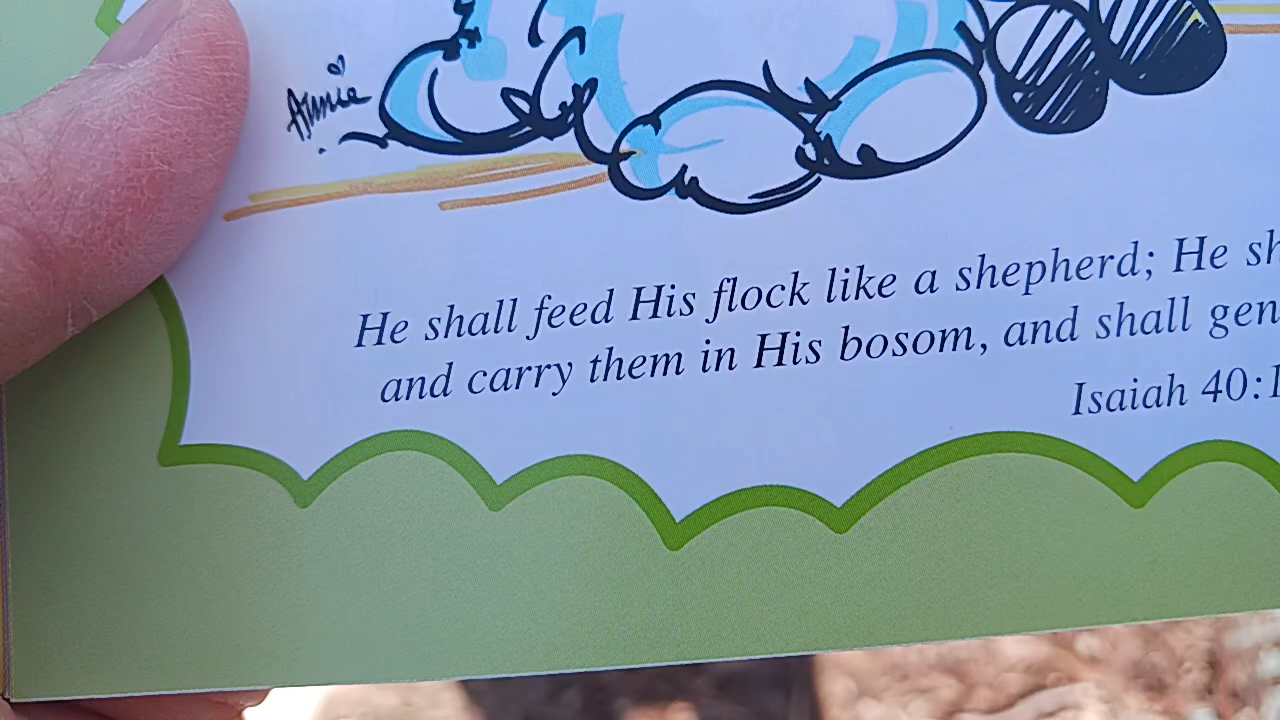 Annie
He shall feed His flock like a shepherd; He sh
and carry them in His bosom, and shall gen
Isaiah 40:1